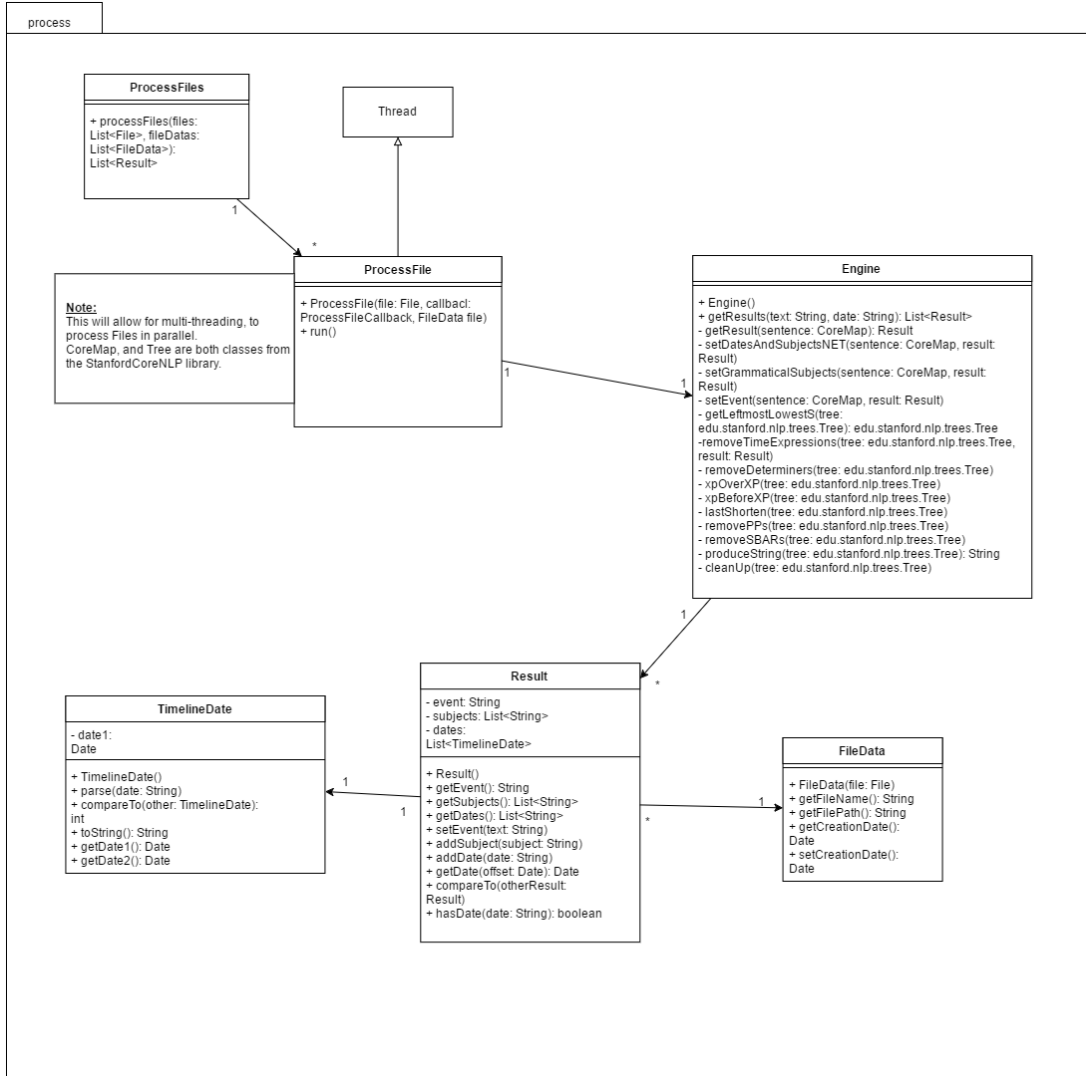 process
ProcessFiles
+ processFiles(files:
List<File>, fileDatas:
List<FileData>):
List<Result>
Thread
1
*
ProcessFile
+ ProcessFile(file: File, callbacl:
ProcessFileCallback, FileData file)
+ run()
Note:
This will allow for multi-threading, to
process Files in parallel.
CoreMap, and Tree are both classes from
the StanfordCoreNLP library.
1
1
Engine
+ Engine()
+ getResults(text: String, date: String): List<Result>
- getResult(sentence: CoreMap): Result
- setDatesAndSubjectsNET(sentence: CoreMap, result:
Result)
- setGrammaticalSubjects(sentence: CoreMap, result:
Result)
- setEvent(sentence: CoreMap, result: Result)
- getLeftmostLowestS(tree:
edu.stanford.nlp.trees.Tree): edu.stanford.nlp.trees.Tree
-removeTimeExpressions(tree: edu.stanford.nlp.trees.Tree,
result: Result)
- removeDeterminers(tree: edu.stanford.nlp.trees.Tree)
- xpOverXP(tree: edu.stanford.nlp.trees.Tree)
- xpBeforeXP(tree: edu.stanford.nlp.trees.Tree)
- lastShorten(tree: edu.stanford.nlp.trees.Tree)
- removePPs(tree: edu.stanford.nlp.trees.Tree)
- removeSBARs(tree: edu.stanford.nlp.trees.Tree)
- produceString(tree: edu.stanford.nlp.trees.Tree): String
- cleanUp(tree: edu.stanford.nlp.trees.Tree)
1
*
Result
- event: String
- subjects: List<String>
- dates:
List<TimelineDate>
+ Result()
+ getEvent(): String
+ getSubjects(): List<String>
+ getDates(): List<String>
+ setEvent(text: String)
+ addSubject(subject: String)
+ addDate(date: String)
+ getDate(offset: Date): Date
+ compareTo(otherResult:
Result)
+ hasDate(date: String): boolean
TimelineDate
- date1:
Date
+ TimelineDate()
+ parse(date: String)
+ compareTo(other: TimelineDate):
int
+ toString(): String
+ getDate1(): Date
+ getDate2(): Date
1
1
*
1
FileData
+ FileData(file: File)
+ getFileName(): String
+ getFilePath(): String
+ getCreationDate():
Date
+ setCreationDate():
Date